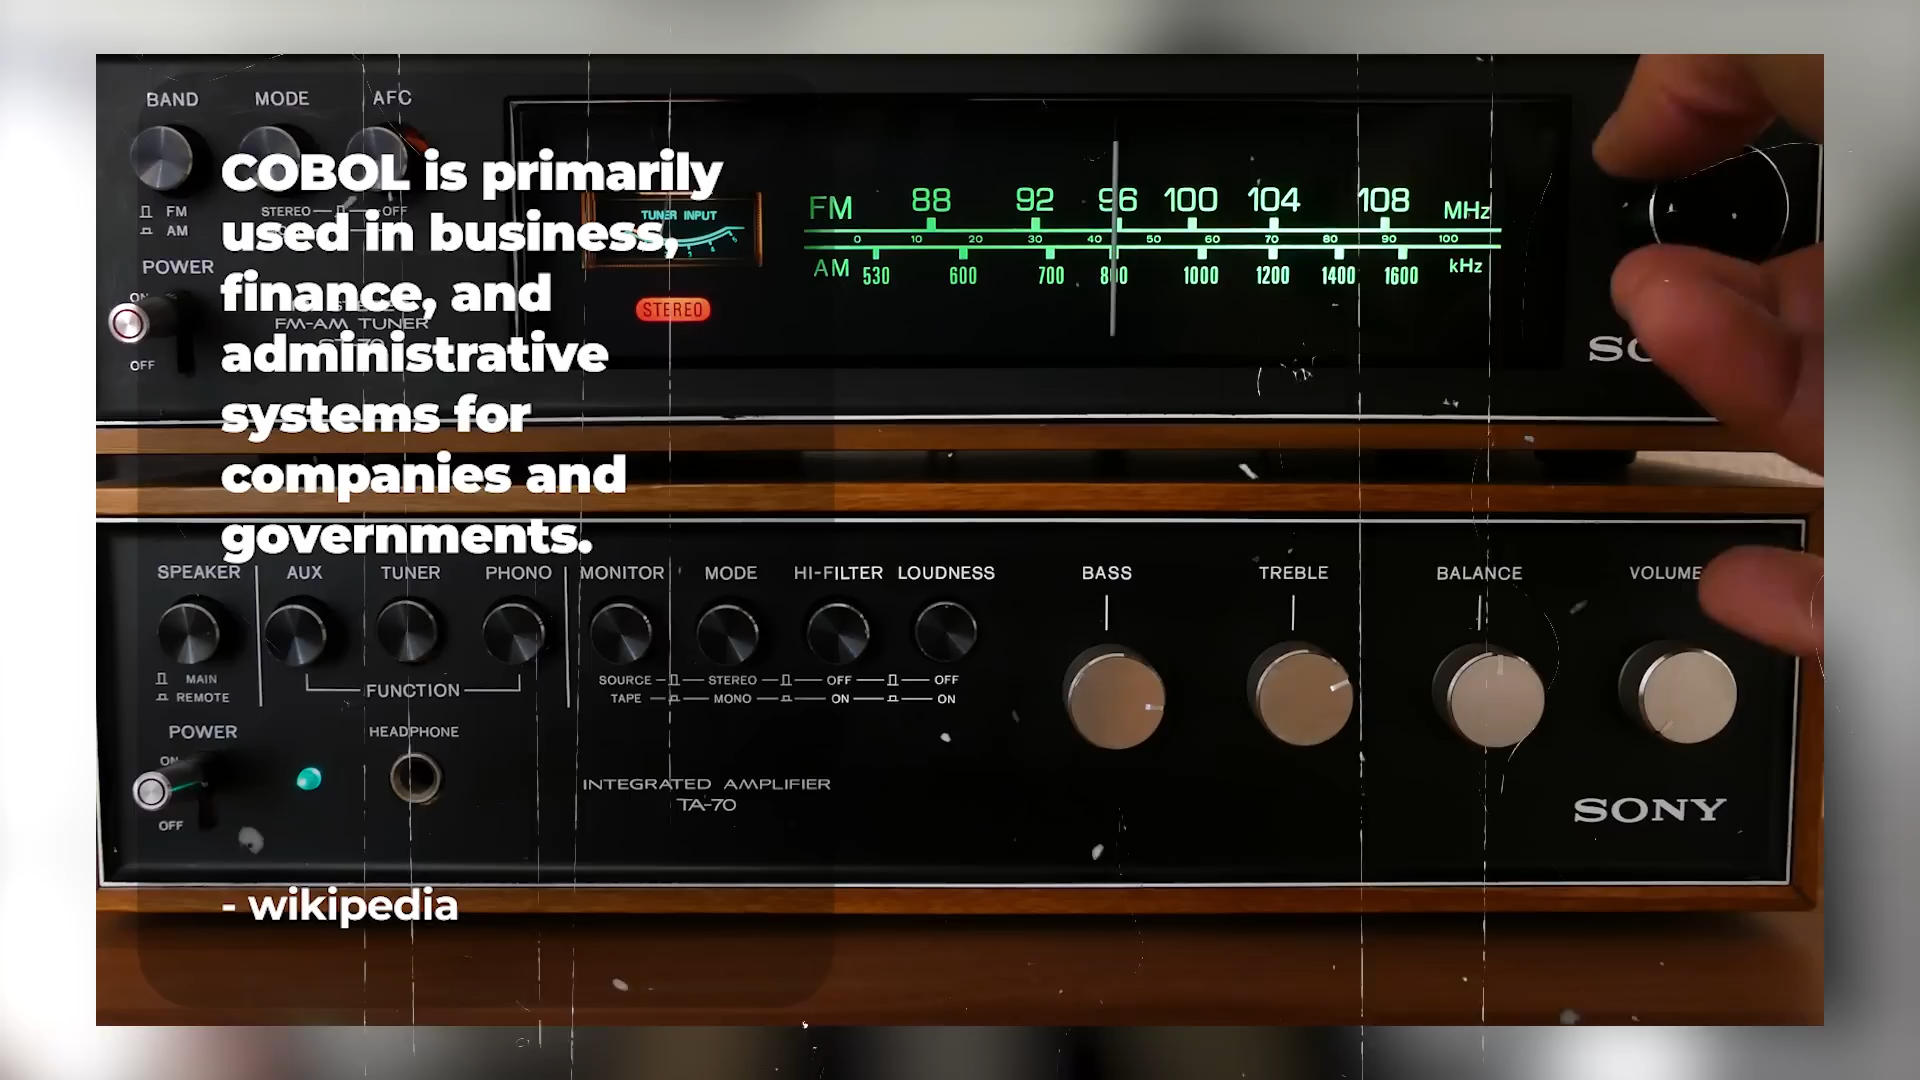 COBOL is primarily
used in business,
finance, and
administrative
systems for
companies and
governments.
- wikipedia
BAND MODE AFC
FM
AM
STEREO OFF
POWER
ON
OFF
FM-AM TUNER
TUNER INPUT
STEREO
FM 88 92 96 100 104 108 MHz
0 10 20 30 40 50 60 70 80 90 100
AM 530 600 700 800 1000 1200 1400 1600 kHz
SPEAKER AUX TUNER PHONO MONITOR MODE HI-FILTER LOUDNESS BASS TREBLE BALANCE VOLUME
MAIN
REMOTE
FUNCTION
SOURCE STEREO OFF OFF
TAPE MONO ON ON
POWER
ON
OFF
HEADPHONE
INTEGRATED AMPLIFIER
TA-70
SONY